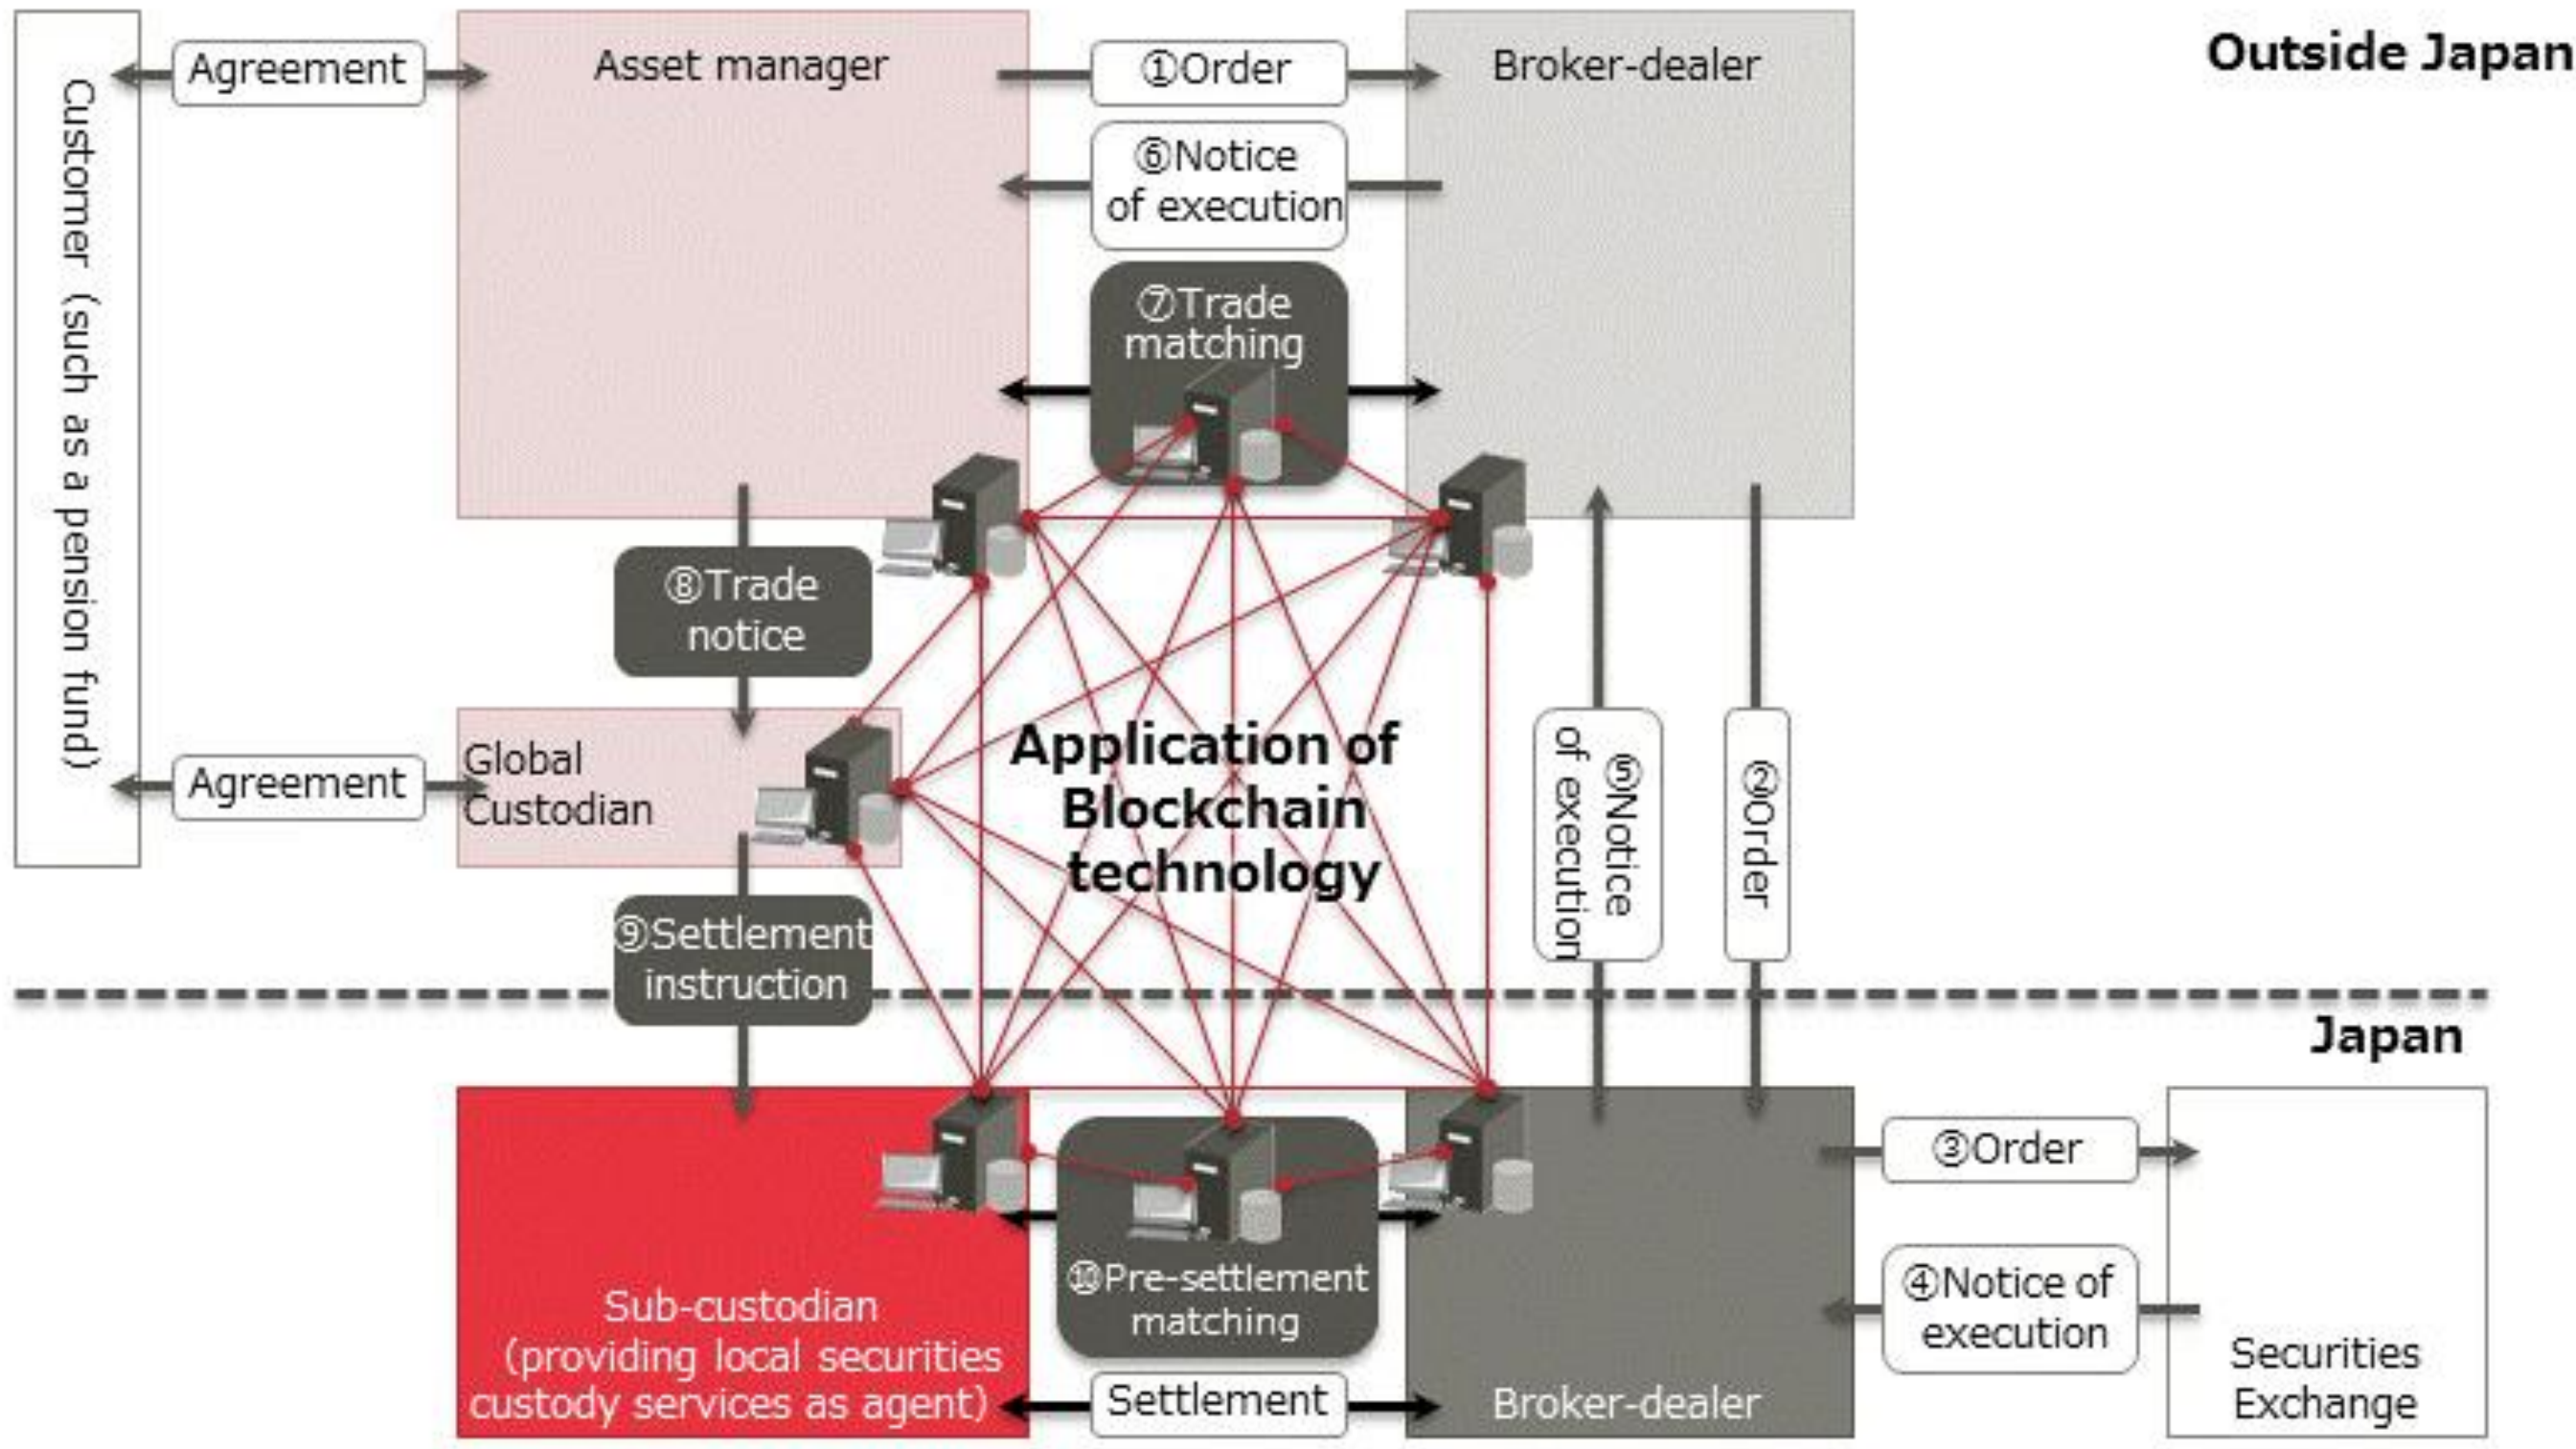 Outside Japan
Customer (such as a pension fund)
Agreement
Asset manager
①Order
Broker-dealer
⑥Notice
of execution
⑦Trade
matching
⑧Trade
notice
Agreement
Global
Custodian
Application of
Blockchain
technology
⑤Notice
of execution
②Order
⑨Settlement
instruction
Japan
Sub-custodian
(providing local securities
custody services as agent)
⑩Pre-settlement
matching
Settlement
Broker-dealer
③Order
④Notice of
execution
Securities
Exchange